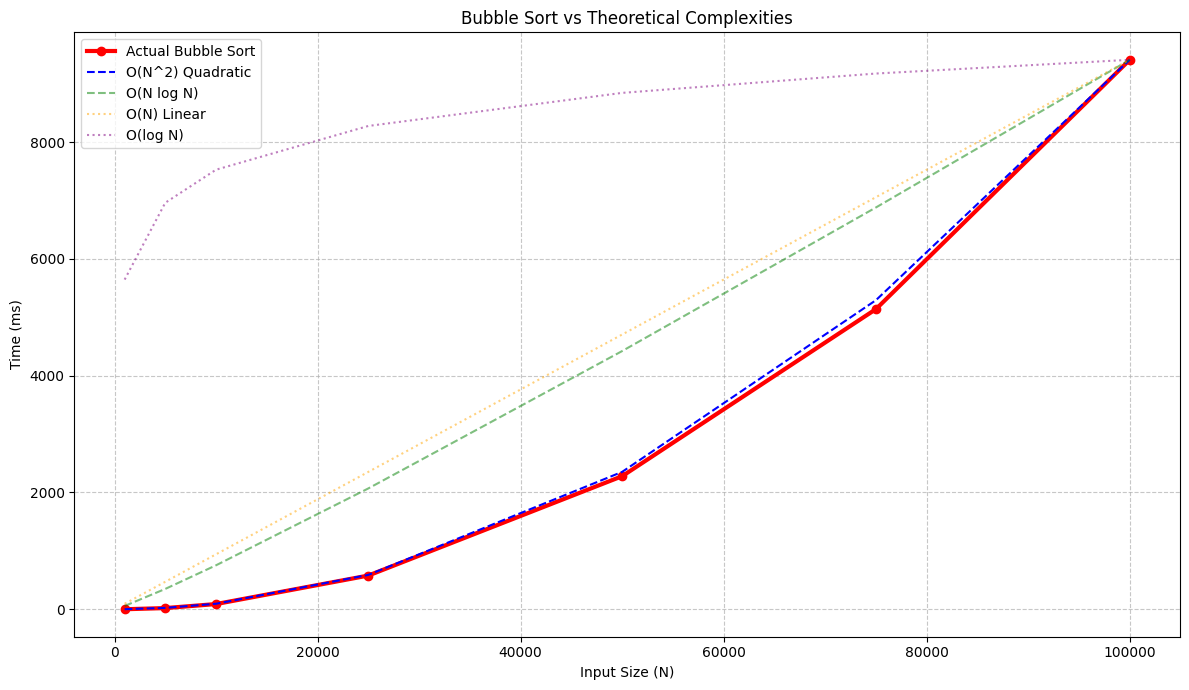 Bubble Sort vs Theoretical Complexities
Actual Bubble Sort
O(N^2) Quadratic
O(N log N)
O(N) Linear
O(log N)
8000
6000
4000
2000
0
Time (ms)
0 20000 40000 60000 80000 100000
Input Size (N)